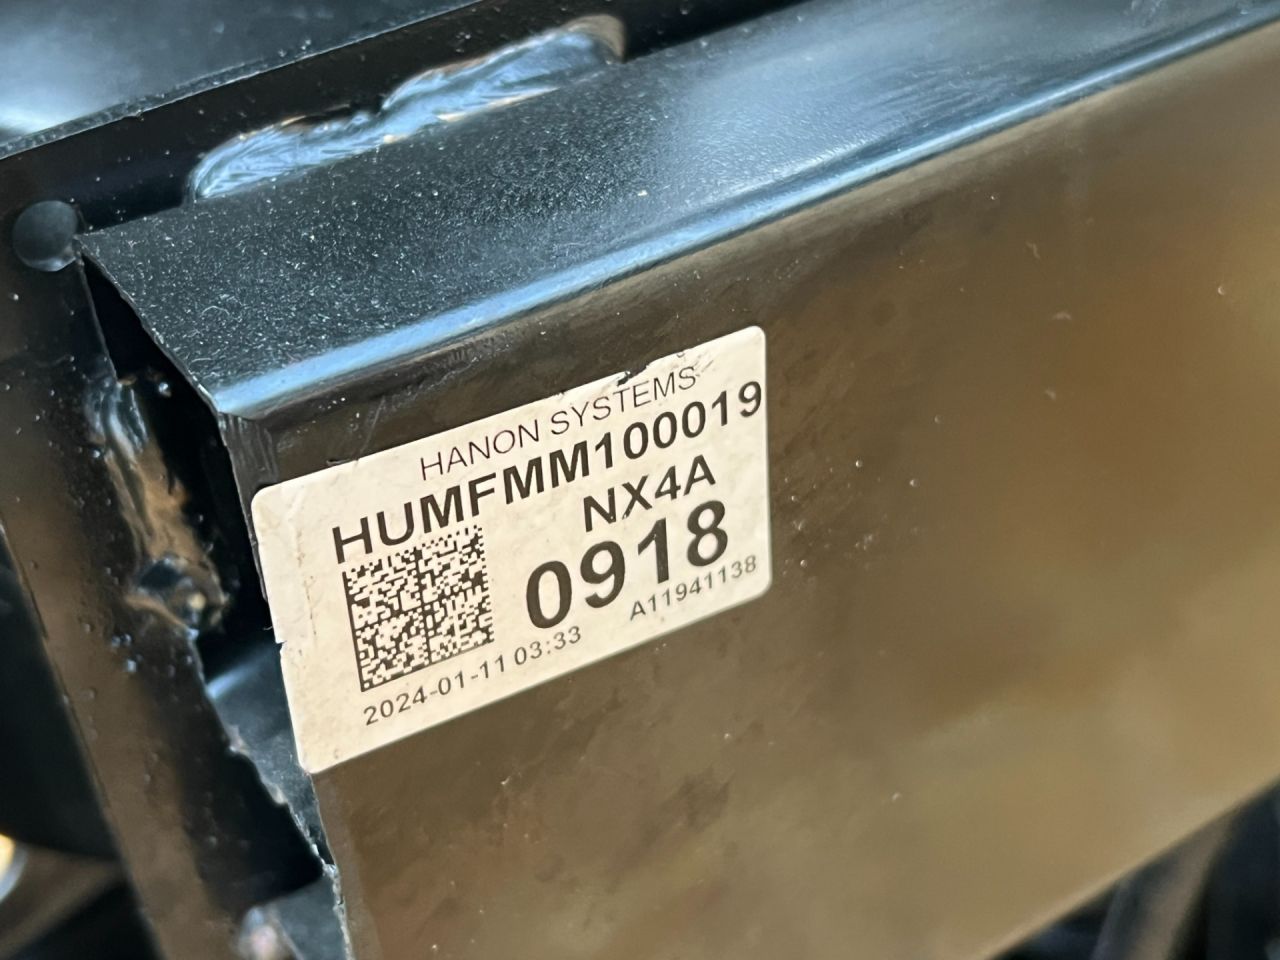 HANON SYSTEMS
HUMFMM100019
NX4A
0918
2024-01-11 03:33 A11941138